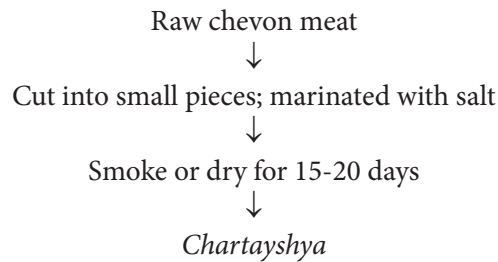 Raw chevon meat
↓
Cut into small pieces; marinated with salt
↓
Smoke or dry for 15-20 days
↓
Chartayshya